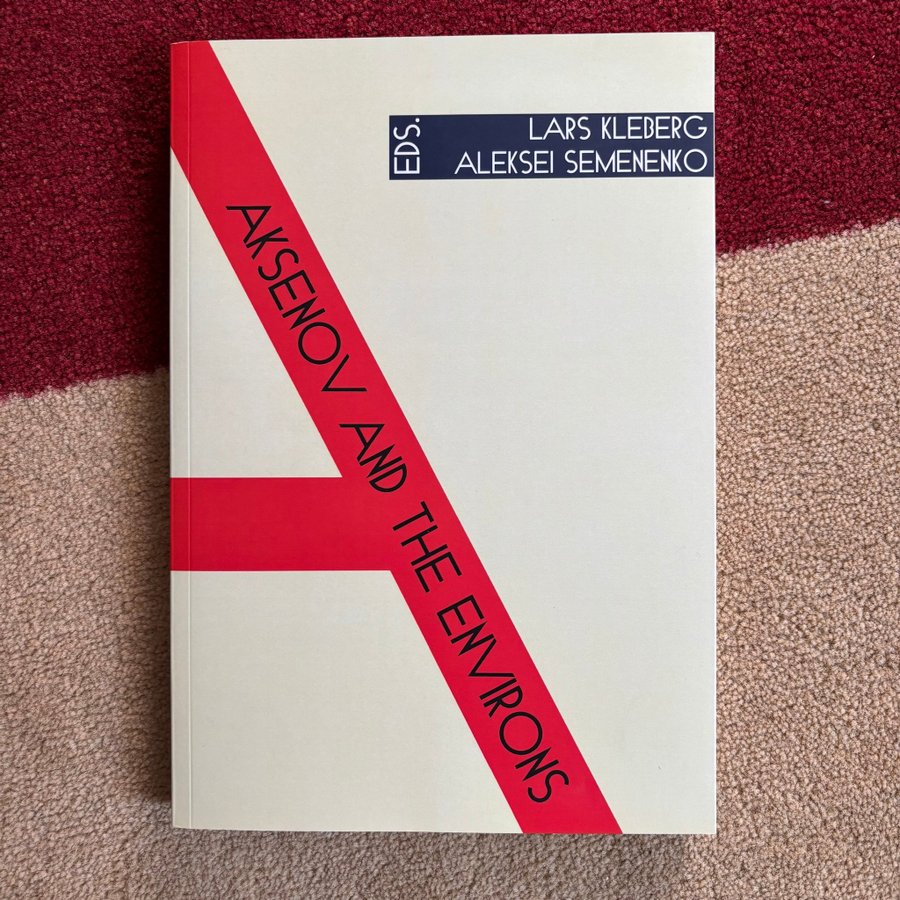 EDS.
LARS KLEBERG
ALEKSEI SEMENENKO
AKSENOV AND THE ENVIRONS